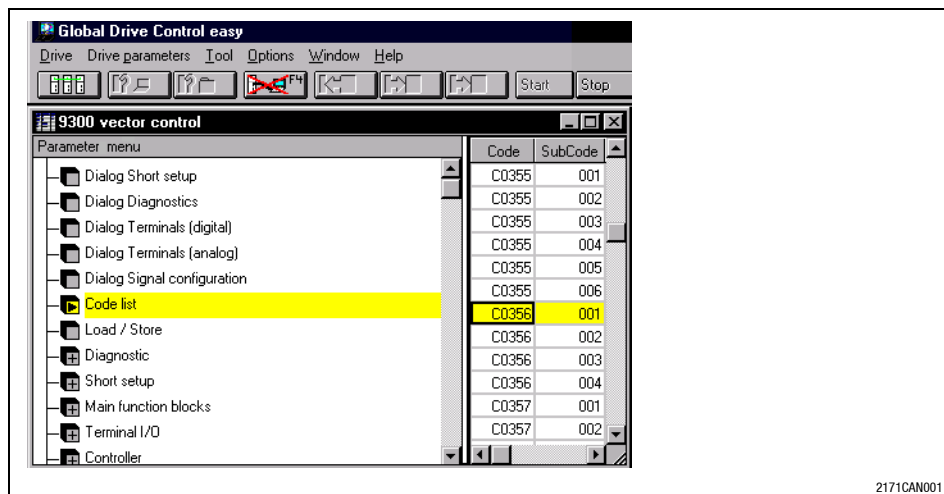 Global Drive Control easy
Drive Drive parameters Tool Options Window Help
F4 Start Stop
9300 vector control
Parameter menu
Code SubCode
Dialog Short setup
Dialog Diagnostics
Dialog Terminals (digital)
Dialog Terminals (analog)
Dialog Signal configuration
Code list
Load / Store
Diagnostic
Short setup
Main function blocks
Terminal I/O
Controller
C0355 001
C0355 002
C0355 003
C0355 004
C0355 005
C0355 006
C0356 001
C0356 002
C0356 003
C0356 004
C0357 001
C0357 002
2171CAN001